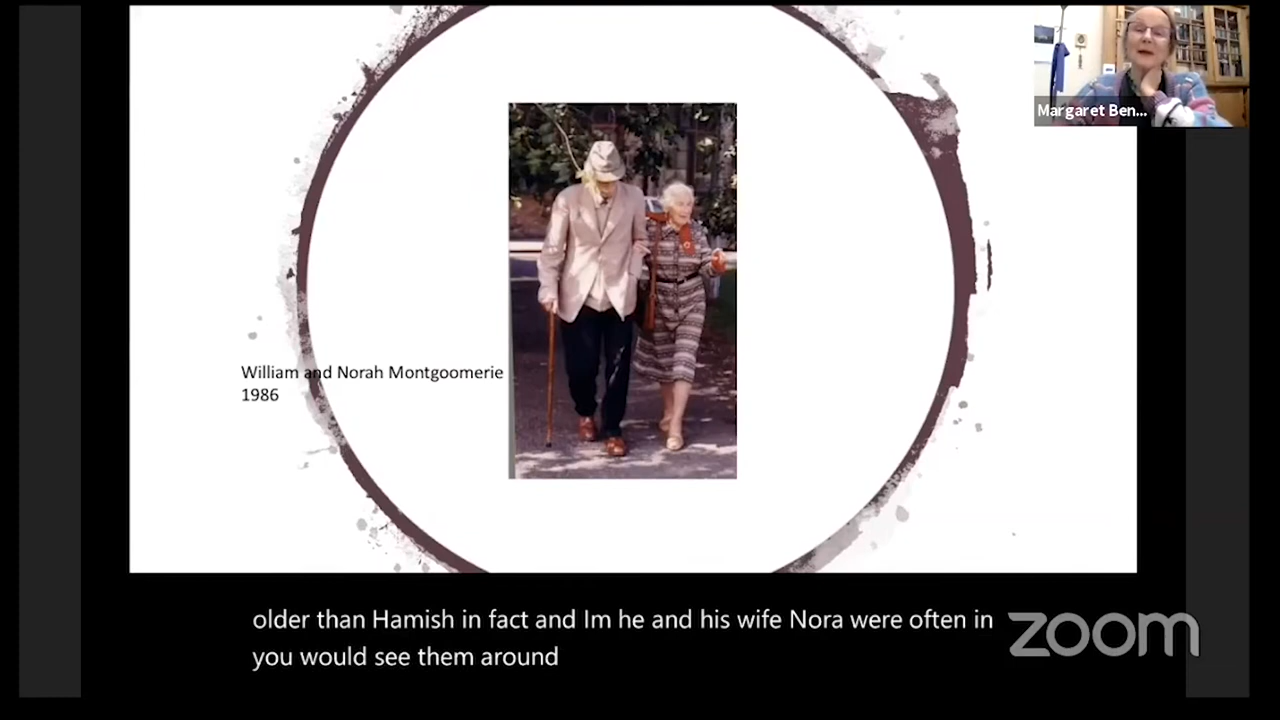 Margaret Ben...
William and Norah Montgoomerie
1986
older than Hamish in fact and Im he and his wife Nora were often in
you would see them around
zoom